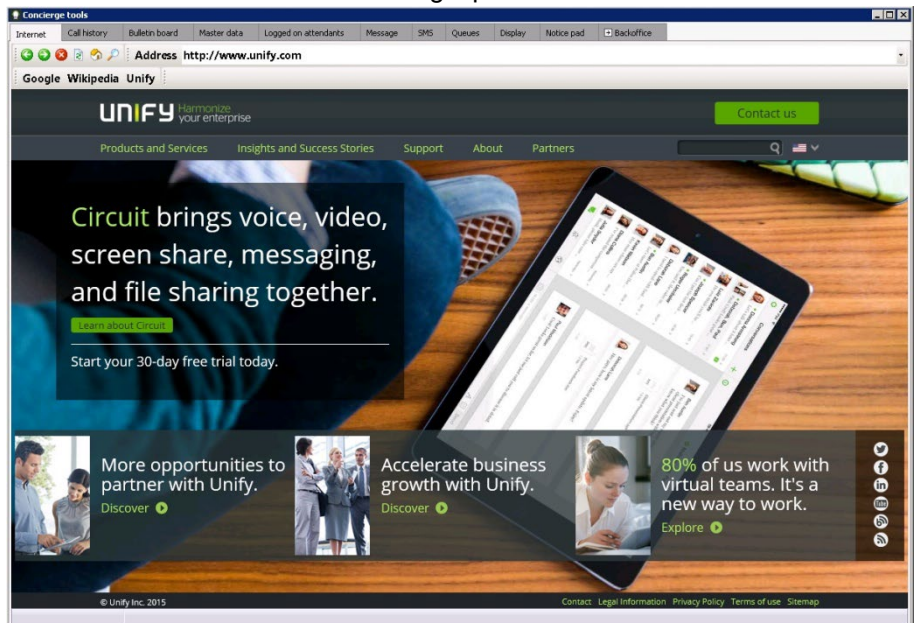 Concierge tools
Internet Call history Bulletin board Master data Logged on attendants Message SMS Queues Display Notice pad Backoffice
Address http://www.unify.com
Google Wikipedia Unify
UNIFY Harmonize your enterprise
Contact us
Products and Services Insights and Success Stories Support About Partners
Circuit brings voice, video,
screen share, messaging,
and file sharing together.
Learn about Circuit
Start your 30-day free trial today.
Conversations
More opportunities to
partner with Unify.
Discover
Accelerate business
growth with Unify.
Discover
80% of us work with
virtual teams. It's a
new way to work.
Explore
© Unify Inc. 2015
Contact Legal Information Privacy Policy Terms of use Sitemap